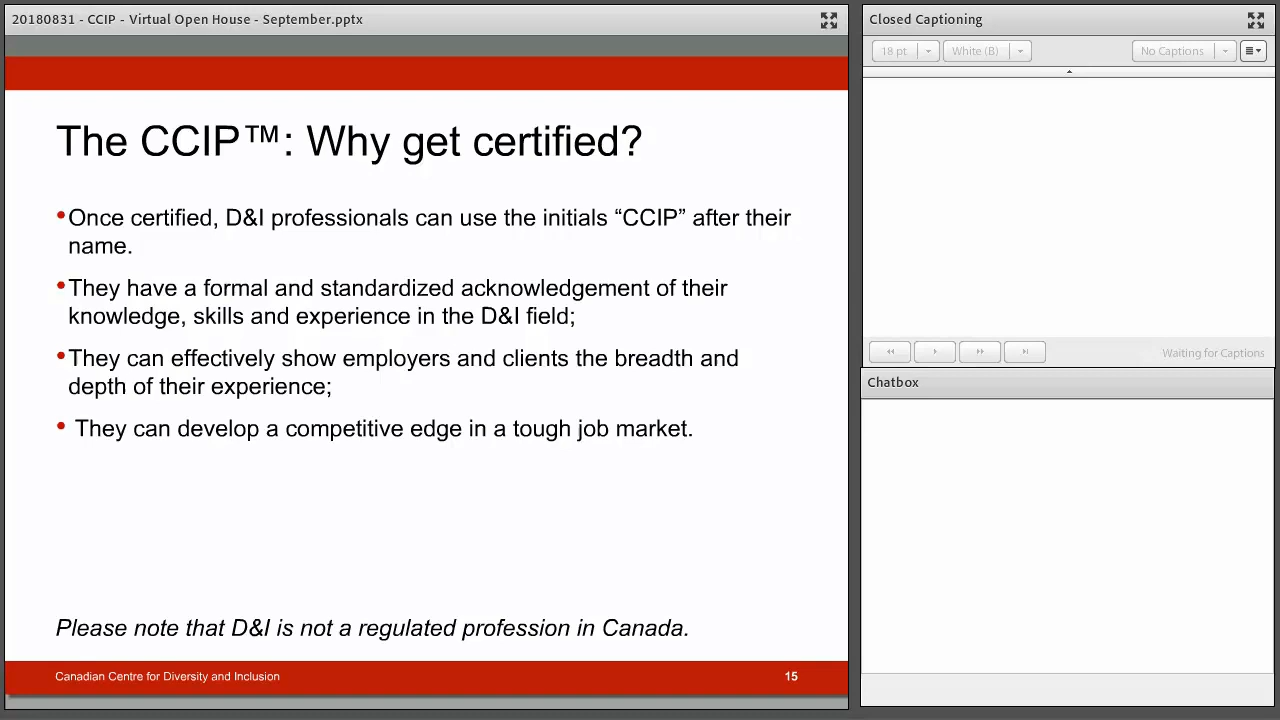 20180831 - CCIP - Virtual Open House - September.pptx
The CCIP™: Why get certified?
•Once certified, D&I professionals can use the initials “CCIP” after their
name.
•They have a formal and standardized acknowledgement of their
knowledge, skills and experience in the D&I field;
•They can effectively show employers and clients the breadth and
depth of their experience;
• They can develop a competitive edge in a tough job market.
Please note that D&I is not a regulated profession in Canada.
Canadian Centre for Diversity and Inclusion
15
Closed Captioning
18 pt
White (B)
No Captions
Waiting for Captions
Chatbox